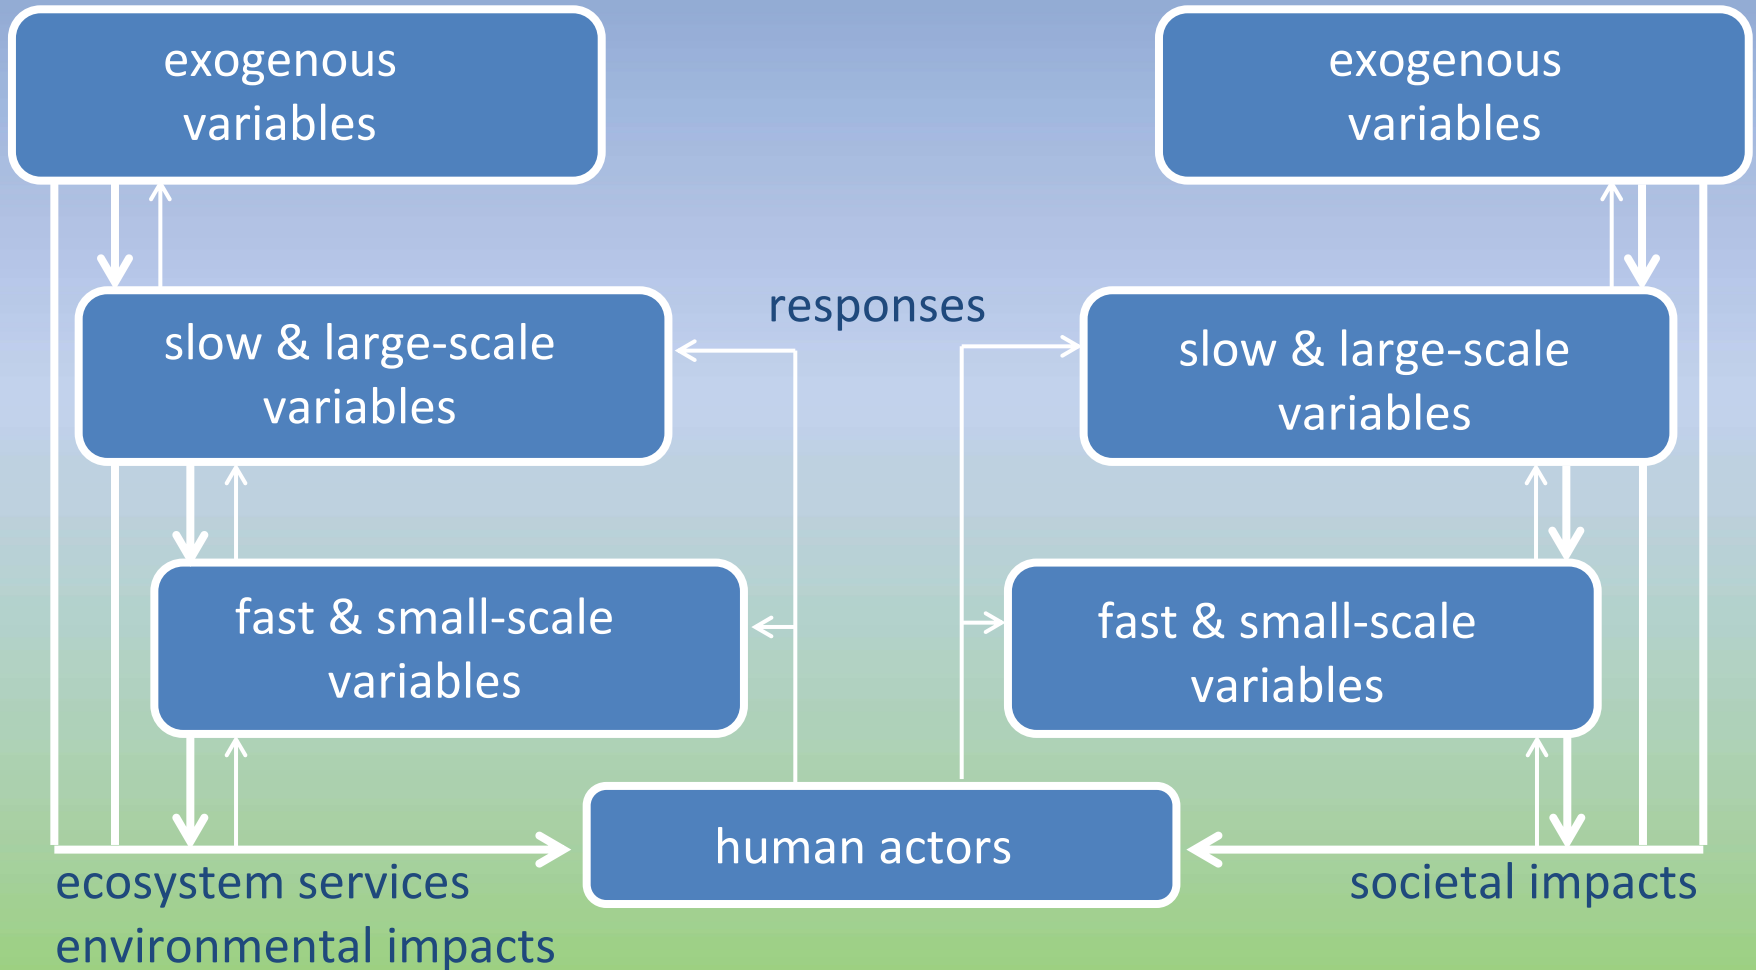 exogenous
variables
exogenous
variables
responses
slow & large-scale
variables
slow & large-scale
variables
fast & small-scale
variables
fast & small-scale
variables
human actors
ecosystem services
environmental impacts
societal impacts